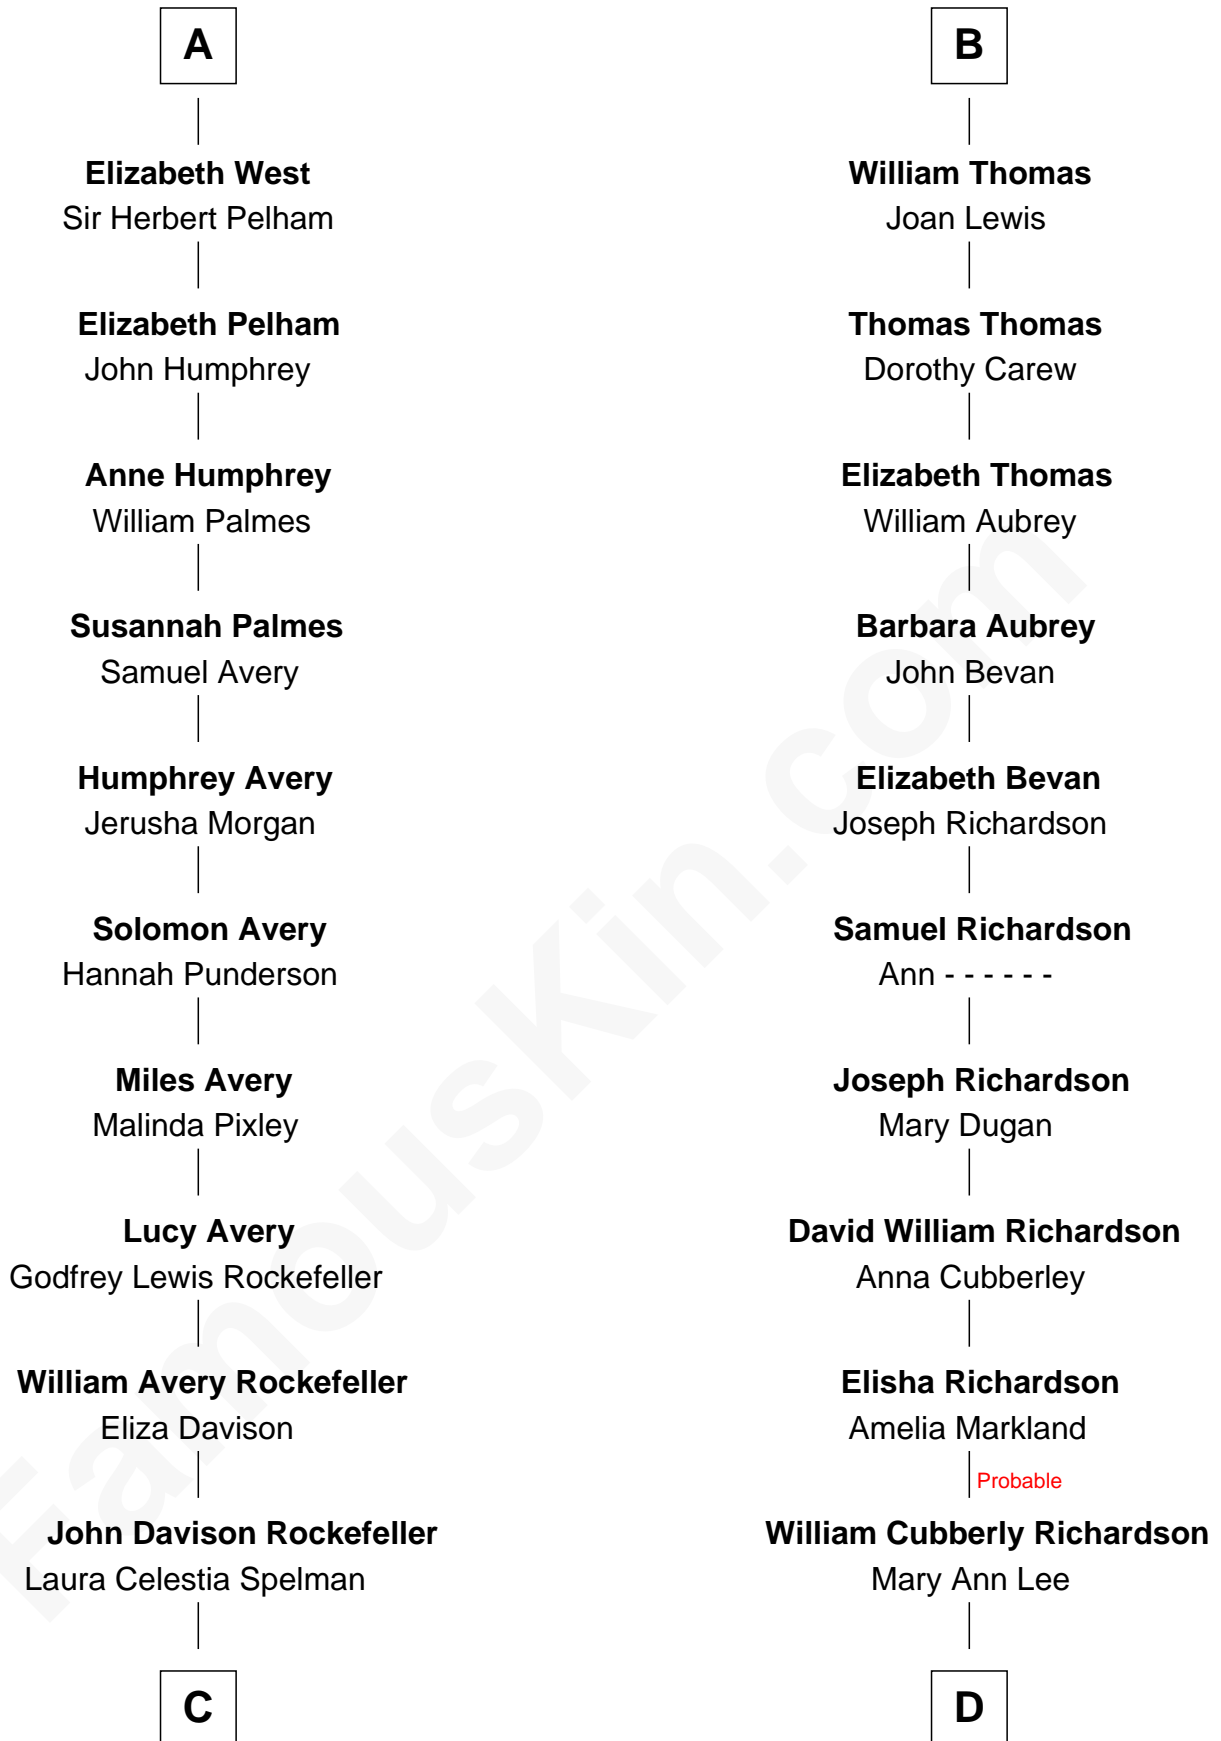 A
Elizabeth West
Sir Herbert Pelham
Elizabeth Pelham
John Humphrey
Anne Humphrey
William Palmes
Susannah Palmes
Samuel Avery
Humphrey Avery
Jerusha Morgan
Solomon Avery
Hannah Punderson
Miles Avery
Malinda Pixley
Lucy Avery
Godfrey Lewis Rockefeller
William Avery Rockefeller
Eliza Davison
John Davison Rockefeller
Laura Celestia Spelman
C
B
William Thomas
Joan Lewis
Thomas Thomas
Dorothy Carew
Elizabeth Thomas
William Aubrey
Barbara Aubrey
John Bevan
Elizabeth Bevan
Joseph Richardson
Samuel Richardson
Ann - - - - - -
Joseph Richardson
Mary Dugan
David William Richardson
Anna Cubberley
Elisha Richardson
Amelia Markland
Probable
William Cubberly Richardson
Mary Ann Lee
D
FamousKin.com